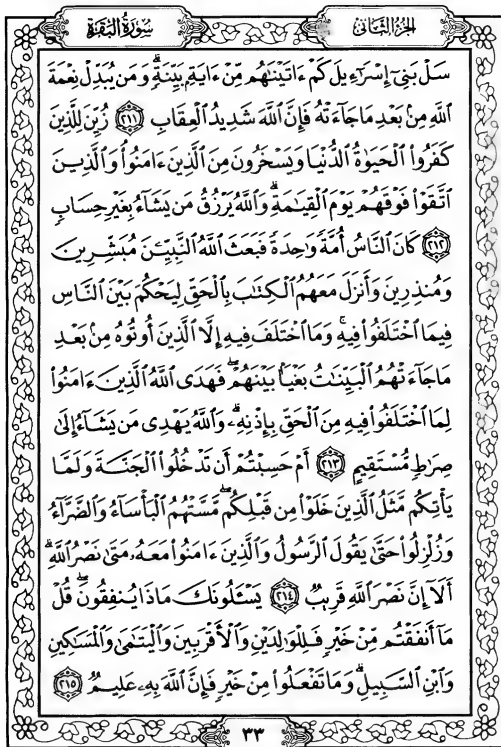 سُورَةُ البَقَرَةِ
الجُزْءُ الثَّانِي
سَلْ بَنِىٓ إِسْرَٰٓءِيلَ كَمْ ءَاتَيْنَٰهُم مِّنْ ءَايَةٍۭ بَيِّنَةٍۗ وَمَن يُبَدِّلْ نِعْمَةَ
ٱللَّهِ مِنۢ بَعْدِ مَا جَآءَتْهُ فَإِنَّ ٱللَّهَ شَدِيدُ ٱلْعِقَابِ ٢١١ زُيِّنَ لِلَّذِينَ
كَفَرُوا۟ ٱلْحَيَوٰةُ ٱلدُّنْيَا وَيَسْخَرُونَ مِنَ ٱلَّذِينَ ءَامَنُوا۟ۘ وَٱلَّذِينَ
ٱتَّقَوْا۟ فَوْقَهُمْ يَوْمَ ٱلْقِيَٰمَةِۗ وَٱللَّهُ يَرْزُقُ مَن يَشَآءُ بِغَيْرِ حِسَابٍ
٢١٢ كَانَ ٱلنَّاسُ أُمَّةً وَٰحِدَةً فَبَعَثَ ٱللَّهُ ٱلنَّبِيِّـۧنَ مُبَشِّرِينَ
وَمُنذِرِينَ وَأَنزَلَ مَعَهُمُ ٱلْكِتَٰبَ بِٱلْحَقِّ لِيَحْكُمَ بَيْنَ ٱلنَّاسِ
فِيمَا ٱخْتَلَفُوا۟ فِيهِۚ وَمَا ٱخْتَلَفَ فِيهِ إِلَّا ٱلَّذِينَ أُوتُوهُ مِنۢ بَعْدِ
مَا جَآءَتْهُمُ ٱلْبَيِّنَٰتُ بَغْيًۢا بَيْنَهُمْۖ فَهَدَى ٱللَّهُ ٱلَّذِينَ ءَامَنُوا۟
لِمَا ٱخْتَلَفُوا۟ فِيهِ مِنَ ٱلْحَقِّ بِإِذْنِهِۦۗ وَٱللَّهُ يَهْدِى مَن يَشَآءُ إِلَىٰ
صِرَٰطٍ مُّسْتَقِيمٍ ٢١٣ أَمْ حَسِبْتُمْ أَن تَدْخُلُوا۟ ٱلْجَنَّةَ وَلَمَّا
يَأْتِكُم مَّثَلُ ٱلَّذِينَ خَلَوْا۟ مِن قَبْلِكُمۖ مَّسَّتْهُمُ ٱلْبَأْسَآءُ وَٱلضَّرَّآءُ
وَزُلْزِلُوا۟ حَتَّىٰ يَقُولَ ٱلرَّسُولُ وَٱلَّذِينَ ءَامَنُوا۟ مَعَهُۥ مَتَىٰ نَصْرُ ٱللَّهِۗ
أَلَآ إِنَّ نَصْرَ ٱللَّهِ قَرِيبٌ ٢١٤ يَسْـَٔلُونَكَ مَاذَا يُنفِقُونَۖ قُلْ
مَآ أَنفَقْتُم مِّنْ خَيْرٍ فَلِلْوَٰلِدَيْنِ وَٱلْأَقْرَبِينَ وَٱلْيَتَٰمَىٰ وَٱلْمَسَٰكِينِ
وَٱبْنِ ٱلسَّبِيلِۗ وَمَا تَفْعَلُوا۟ مِنْ خَيْرٍ فَإِنَّ ٱللَّهَ بِهِۦ عَلِيمٌ ٢١٥
٣٣